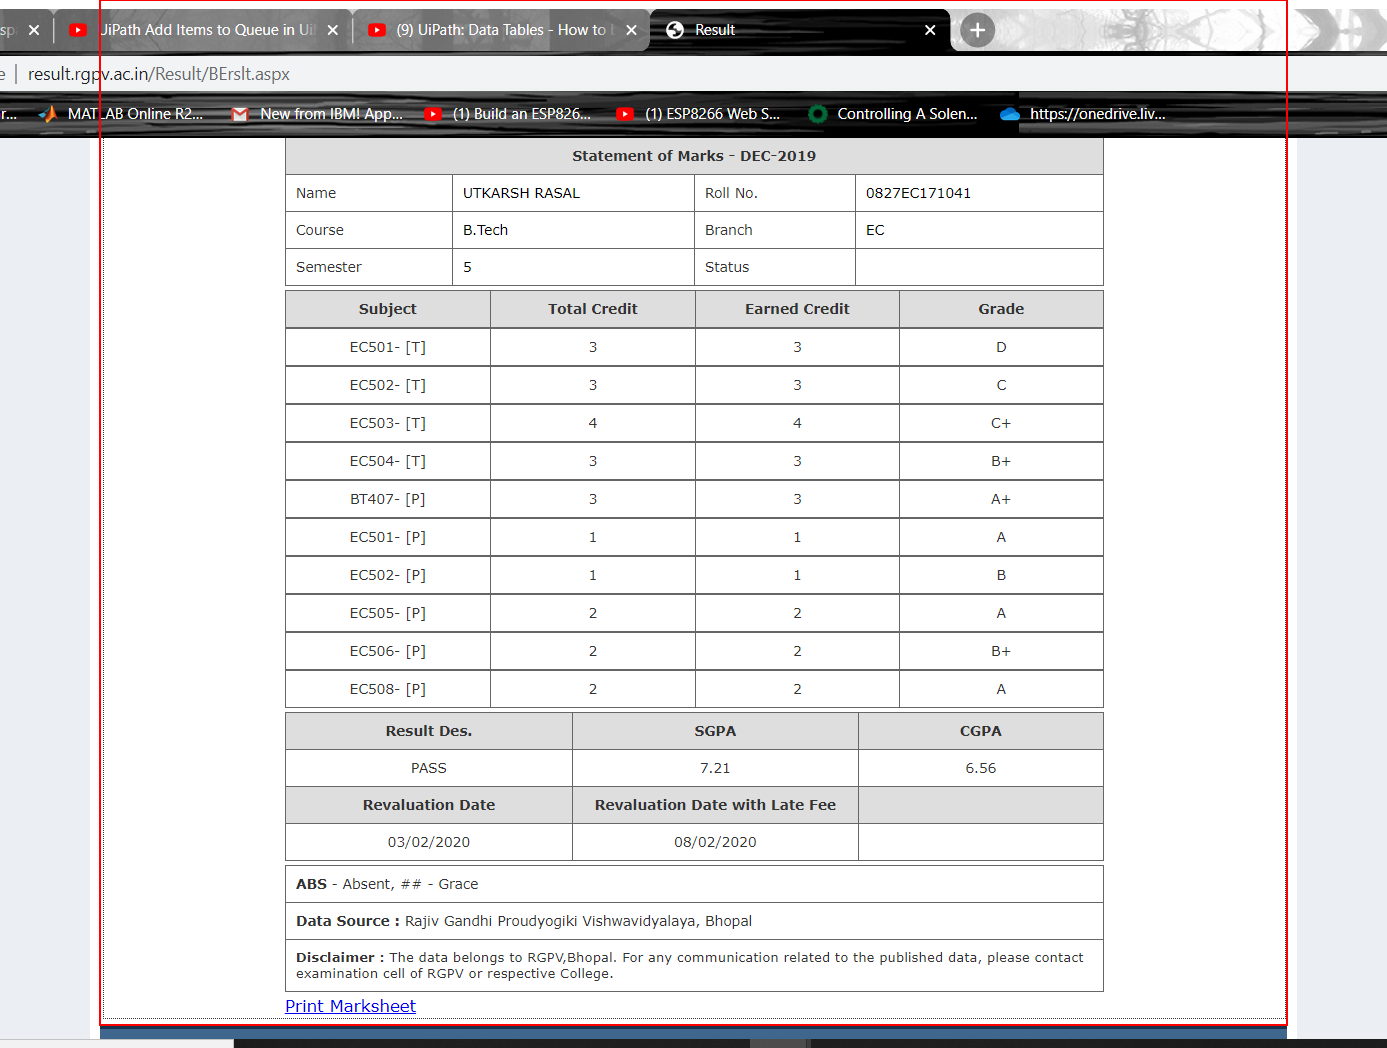 UiPath Add Items to Queue in Ui
(9) UiPath: Data Tables - How to
Result
result.rgpv.ac.in/Result/BErslt.aspx
r...
MATLAB Online R2...
New from IBM! App...
(1) Build an ESP826...
(1) ESP8266 Web S...
Controlling A Solen...
https://onedrive.liv...
Statement of Marks - DEC-2019
Name UTKARSH RASAL Roll No. 0827EC171041
Course B.Tech Branch EC
Semester 5 Status
Subject Total Credit Earned Credit Grade
EC501- [T] 3 3 D
EC502- [T] 3 3 C
EC503- [T] 4 4 C+
EC504- [T] 3 3 B+
BT407- [P] 3 3 A+
EC501- [P] 1 1 A
EC502- [P] 1 1 B
EC505- [P] 2 2 A
EC506- [P] 2 2 B+
EC508- [P] 2 2 A
Result Des. SGPA CGPA
PASS 7.21 6.56
Revaluation Date Revaluation Date with Late Fee
03/02/2020 08/02/2020
ABS - Absent, ## - Grace
Data Source : Rajiv Gandhi Proudyogiki Vishwavidyalaya, Bhopal
Disclaimer : The data belongs to RGPV,Bhopal. For any communication related to the published data, please contact
examination cell of RGPV or respective College.
Print Marksheet